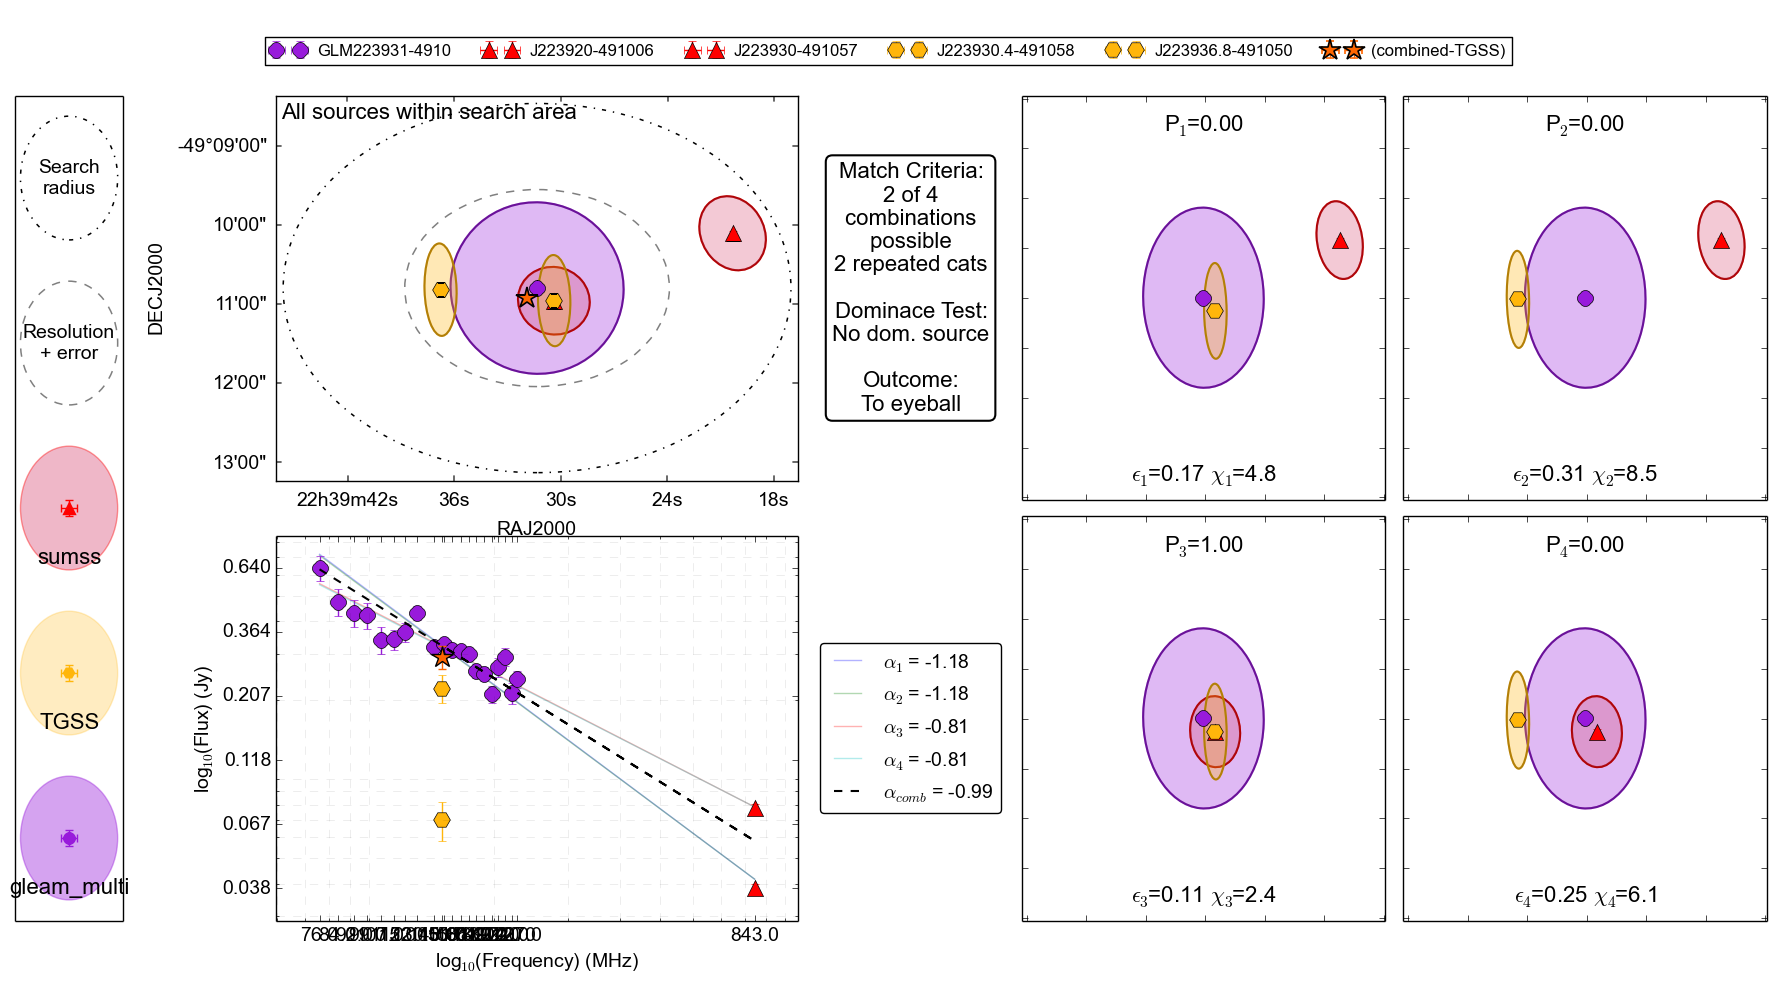 GLM223931-4910 J223920-491006 J223930-491057 J223930.4-491058 J223936.8-491050 (combined-TGSS)
Search
radius
Resolution
+ error
sumss
TGSS
gleam_multi
All sources within search area
DECJ2000
-49°09'00"
10'00"
11'00"
12'00"
13'00"
22h39m42s 36s 30s 24s 18s
RAJ2000
Match Criteria:
2 of 4
combinations
possible
2 repeated cats
Dominace Test:
No dom. source
Outcome:
To eyeball
P1=0.00
ϵ1=0.17 χ1=4.8
P2=0.00
ϵ2=0.31 χ2=8.5
log10(Flux) (Jy)
0.640
0.364
0.207
0.118
0.067
0.038
843.0
log10(Frequency) (MHz)
α1 = -1.18
α2 = -1.18
α3 = -0.81
α4 = -0.81
αcomb = -0.99
P3=1.00
ϵ3=0.11 χ3=2.4
P4=0.00
ϵ4=0.25 χ4=6.1